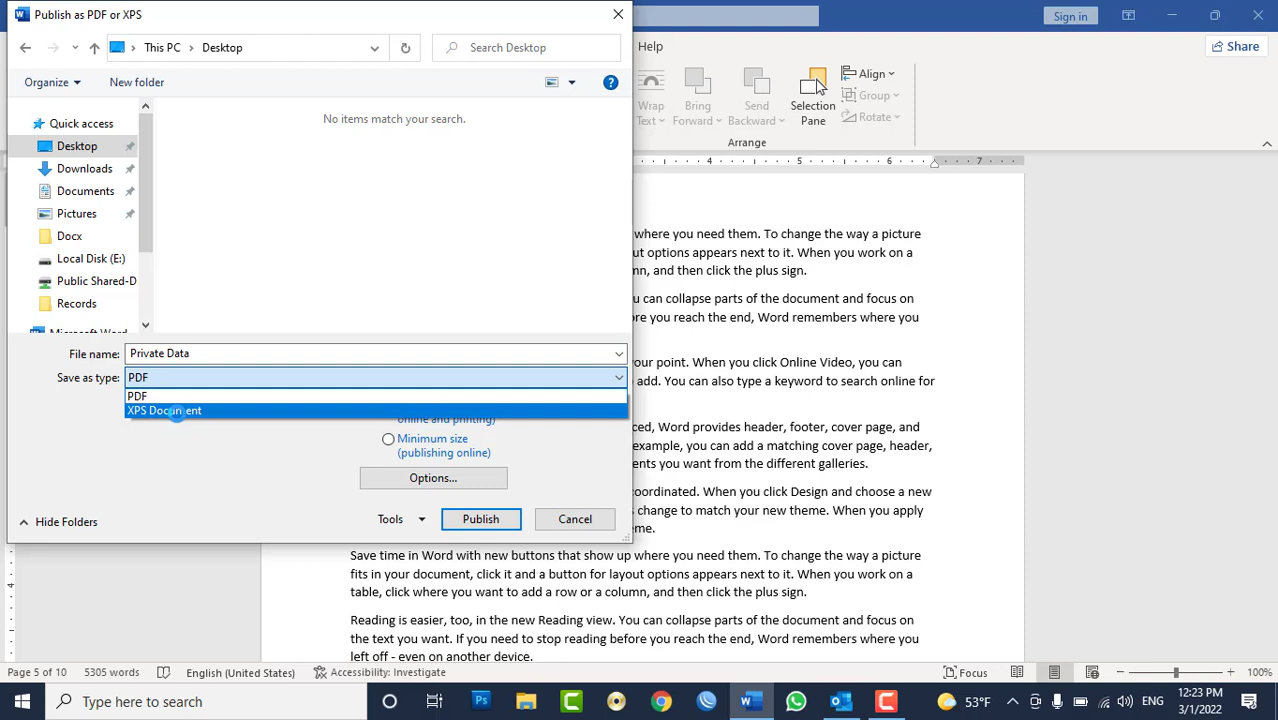 Publish as PDF or XPS
Sign in
This PC
Desktop
Search Desktop
Help
Share
Organize
New folder
Wrap Text
Bring Forward
Send Backward
Selection Pane
Align
Group
Rotate
Arrange
Quick access
Desktop
Downloads
Documents
Pictures
Docx
Local Disk (E:)
Public Shared-D
Records
Microsoft Word
No items match your search.
4 5 6 7
File name: Private Data
Save as type: PDF
PDF
XPS Document
online and printing)
Minimum size
(publishing online)
Options...
Hide Folders
Tools
Publish
Cancel
where you need them. To change the way a picture
out options appears next to it. When you work on a
mn, and then click the plus sign.
u can collapse parts of the document and focus on
ore you reach the end, Word remembers where you
your point. When you click Online Video, you can
add. You can also type a keyword to search online for
ced, Word provides header, footer, cover page, and
example, you can add a matching cover page, header,
ents you want from the different galleries.
coordinated. When you click Design and choose a new
s change to match your new theme. When you apply
eme.
Save time in Word with new buttons that show up where you need them. To change the way a picture
fits in your document, click it and a button for layout options appears next to it. When you work on a
table, click where you want to add a row or a column, and then click the plus sign.
Reading is easier, too, in the new Reading view. You can collapse parts of the document and focus on
the text you want. If you need to stop reading before you reach the end, Word remembers where you
left off - even on another device.
4
Page 5 of 10
5305 words
English (United States)
Accessibility: Investigate
Focus
100%
Type here to search
Ps
53°F
ENG
12:23 PM
3/1/2022